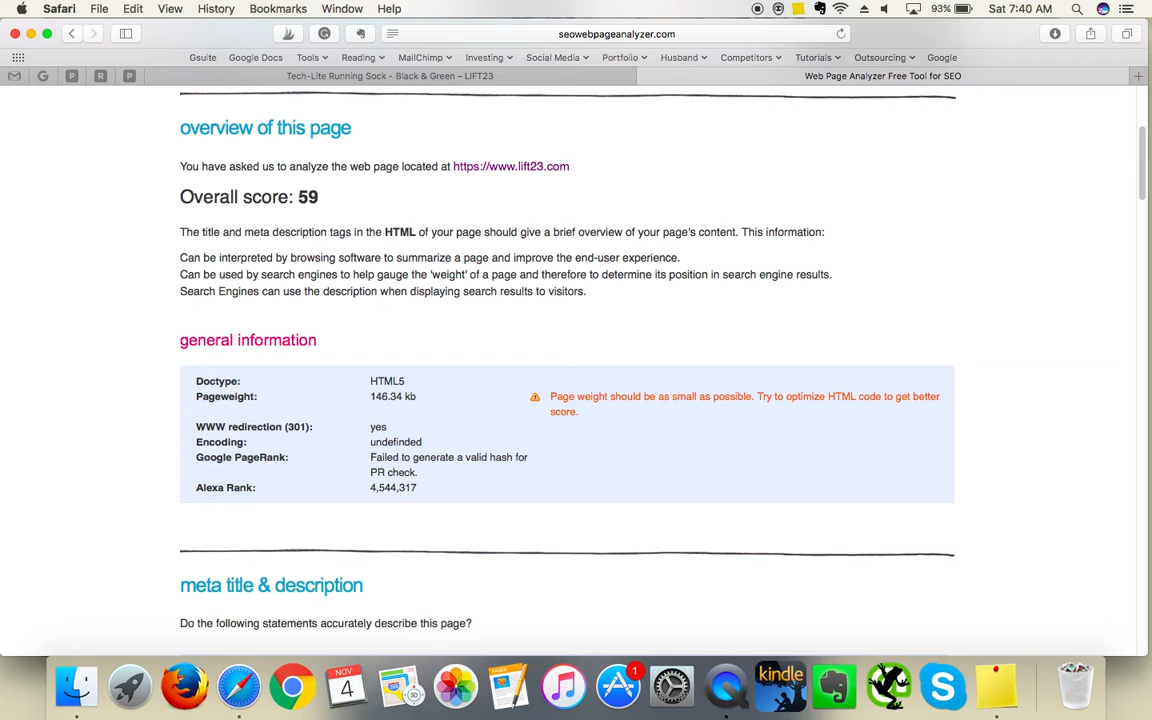 Safari File Edit View History Bookmarks Window Help 93% Sat 7:40 AM
seowebpageanalyzer.com
Gsuite Google Docs Tools Reading MailChimp Investing Social Media Portfolio Husband Competitors Tutorials Outsourcing Google
G P R P Tech-Lite Running Sock - Black & Green – LIFT23 Web Page Analyzer Free Tool for SEO
overview of this page
You have asked us to analyze the web page located at https://www.lift23.com
Overall score: 59
The title and meta description tags in the HTML of your page should give a brief overview of your page's content. This information:
Can be interpreted by browsing software to summarize a page and improve the end-user experience.
Can be used by search engines to help gauge the 'weight' of a page and therefore to determine its position in search engine results.
Search Engines can use the description when displaying search results to visitors.
general information
Doctype: HTML5
Pageweight: 146.34 kb Page weight should be as small as possible. Try to optimize HTML code to get better
score.
WWW redirection (301): yes
Encoding: undefinded
Google PageRank: Failed to generate a valid hash for
PR check.
Alexa Rank: 4,544,317
meta title & description
Do the following statements accurately describe this page?
NOV
4
3D
PAGES
1
kindle
S